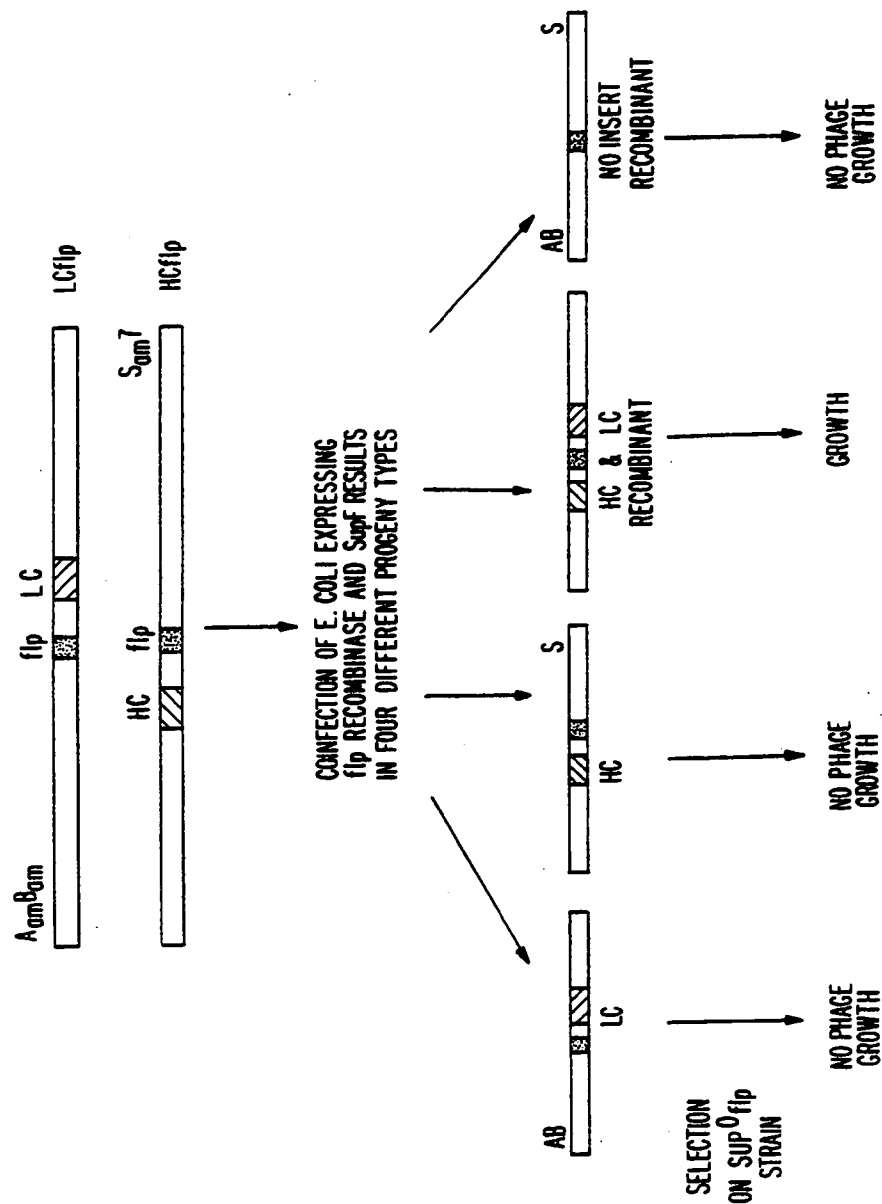 AamBam
flp
LC
LCflp
HC
flp
Sam7
HCflp
COINFECTION OF E. COLI EXPRESSING
flp RECOMBINASE AND SupF RESULTS
IN FOUR DIFFERENT PROGENY TYPES
AB
LC
HC
S
HC & LC
RECOMBINANT
AB
S
NO INSERT
RECOMBINANT
SELECTION
ON SUP⁰flp
STRAIN
NO PHAGE
GROWTH
NO PHAGE
GROWTH
GROWTH
NO PHAGE
GROWTH